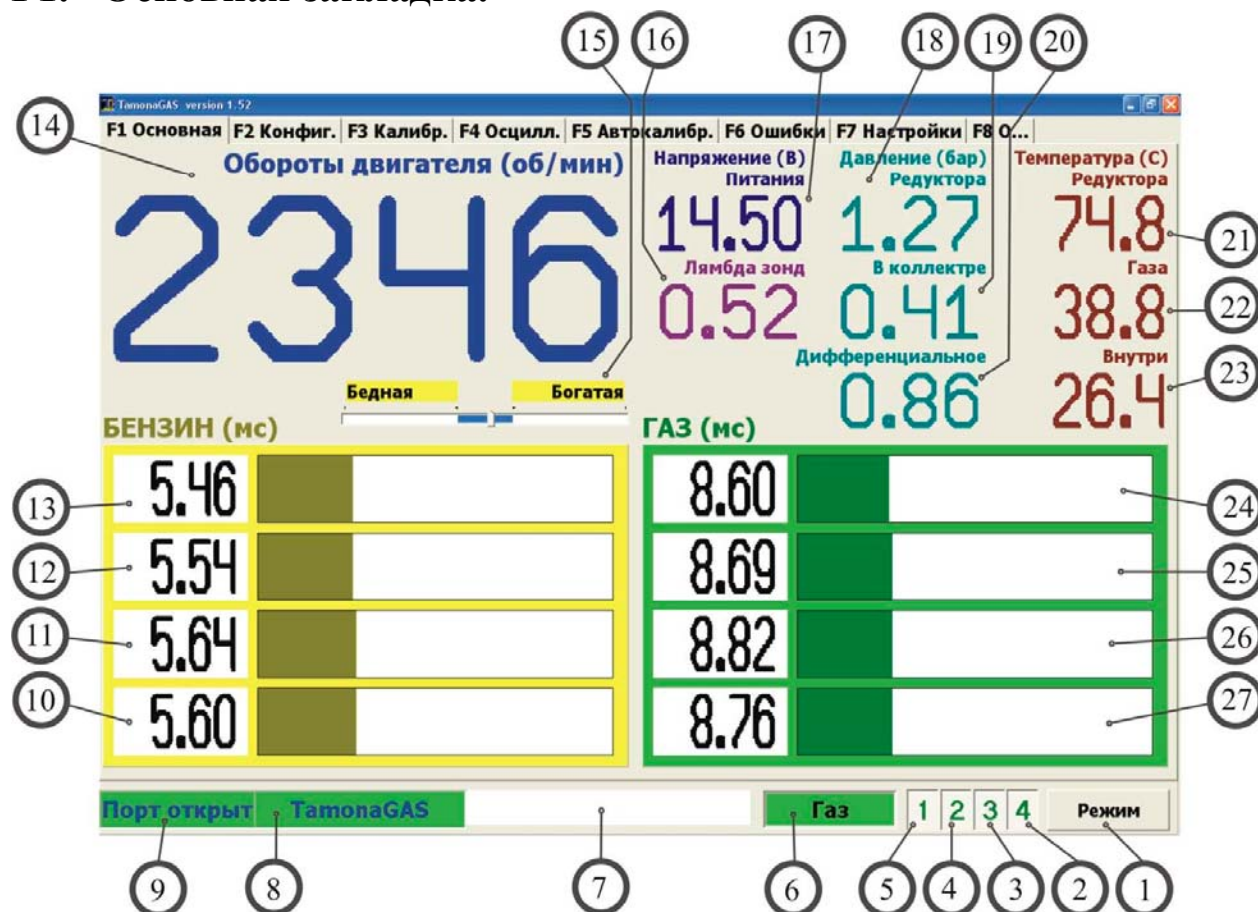 F1. Основная закладка.
15 16 17 18 19 20
TamonaGAS version 1.52
F1 Основная F2 Конфиг. F3 Калибр. F4 Осцилл. F5 Автокалибр. F6 Ошибки F7 Настройки F8 О...
14
Обороты двигателя (об/мин)
2346
Напряжение (В)
Питания
14.50
Лямбда зонд
0.52
Давление (бар)
Редуктора
1.27
В коллектре
0.41
Дифференциальное
0.86
Температура (С)
Редуктора
74.8
21
Газа
38.8
22
Внутри
26.4
23
Бедная Богатая
БЕНЗИН (мс)
13 5.46
12 5.54
11 5.64
10 5.60
ГАЗ (мс)
8.60 24
8.69 25
8.82 26
8.76 27
Порт открыт TamonaGAS Газ 1 2 3 4 Режим
9 8 7 6 5 4 3 2 1